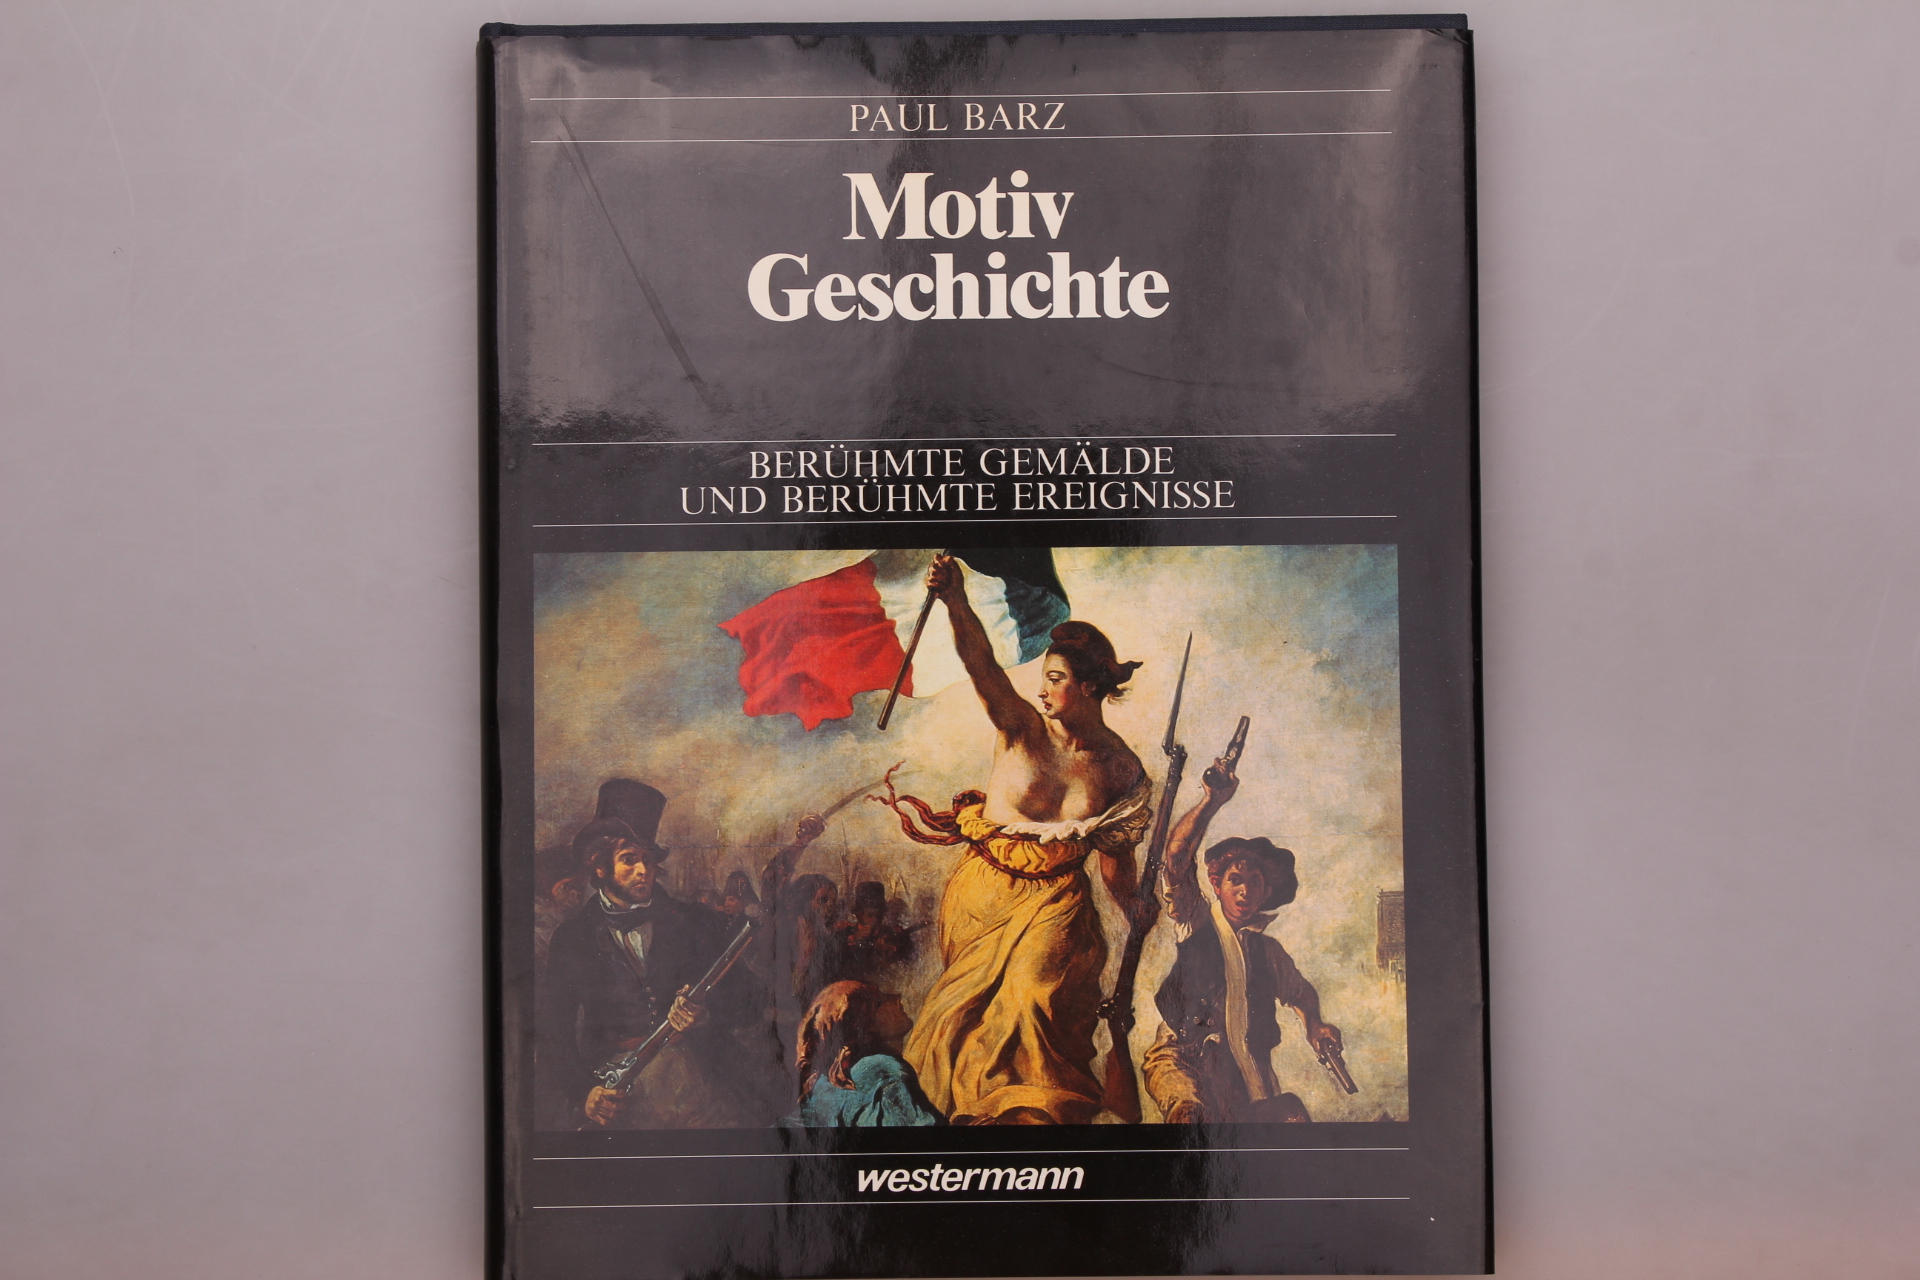 PAUL BARZ
Motiv
Geschichte
BERÜHMTE GEMÄLDE
UND BERÜHMTE EREIGNISSE
westermann